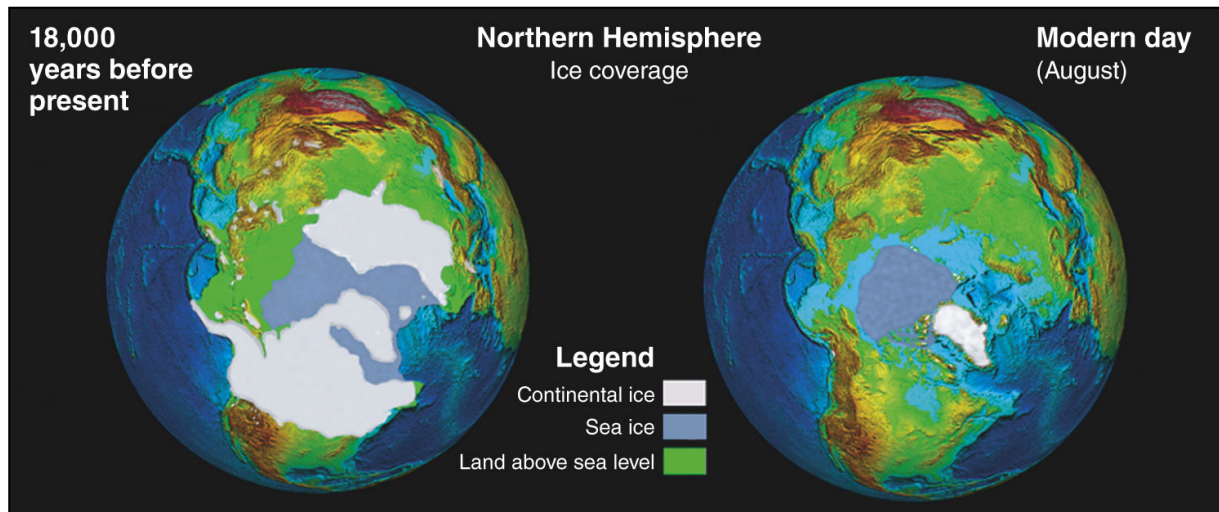 18,000
years before
present
Northern Hemisphere
Ice coverage
Modern day
(August)
Legend
Continental ice
Sea ice
Land above sea level